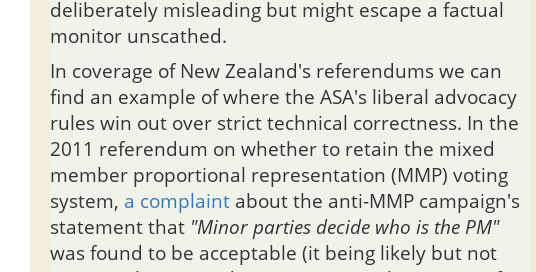 deliberately misleading but might escape a factual
monitor unscathed.
In coverage of New Zealand's referendums we can
find an example of where the ASA's liberal advocacy
rules win out over strict technical correctness. In the
2011 referendum on whether to retain the mixed
member proportional representation (MMP) voting
system, a complaint about the anti-MMP campaign's
statement that "Minor parties decide who is the PM"
was found to be acceptable (it being likely but not